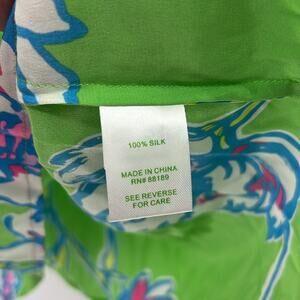 100% SILK
MADE IN CHINA
RN# 88189
SEE REVERSE
FOR CARE